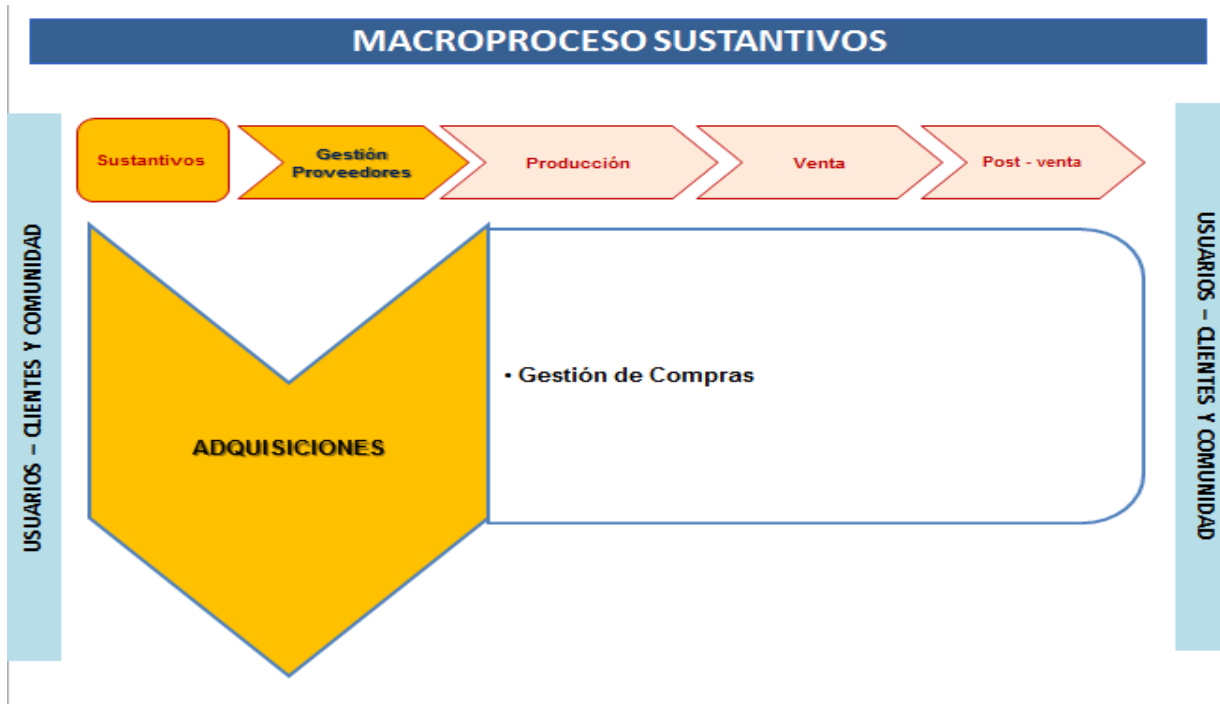 MACROPROCESO SUSTANTIVOS
USUARIOS – CLIENTES Y COMUNIDAD
Sustantivos
Gestión
Proveedores
Producción
Venta
Post - venta
ADQUISICIONES
• Gestión de Compras
USUARIOS – CLIENTES Y COMUNIDAD